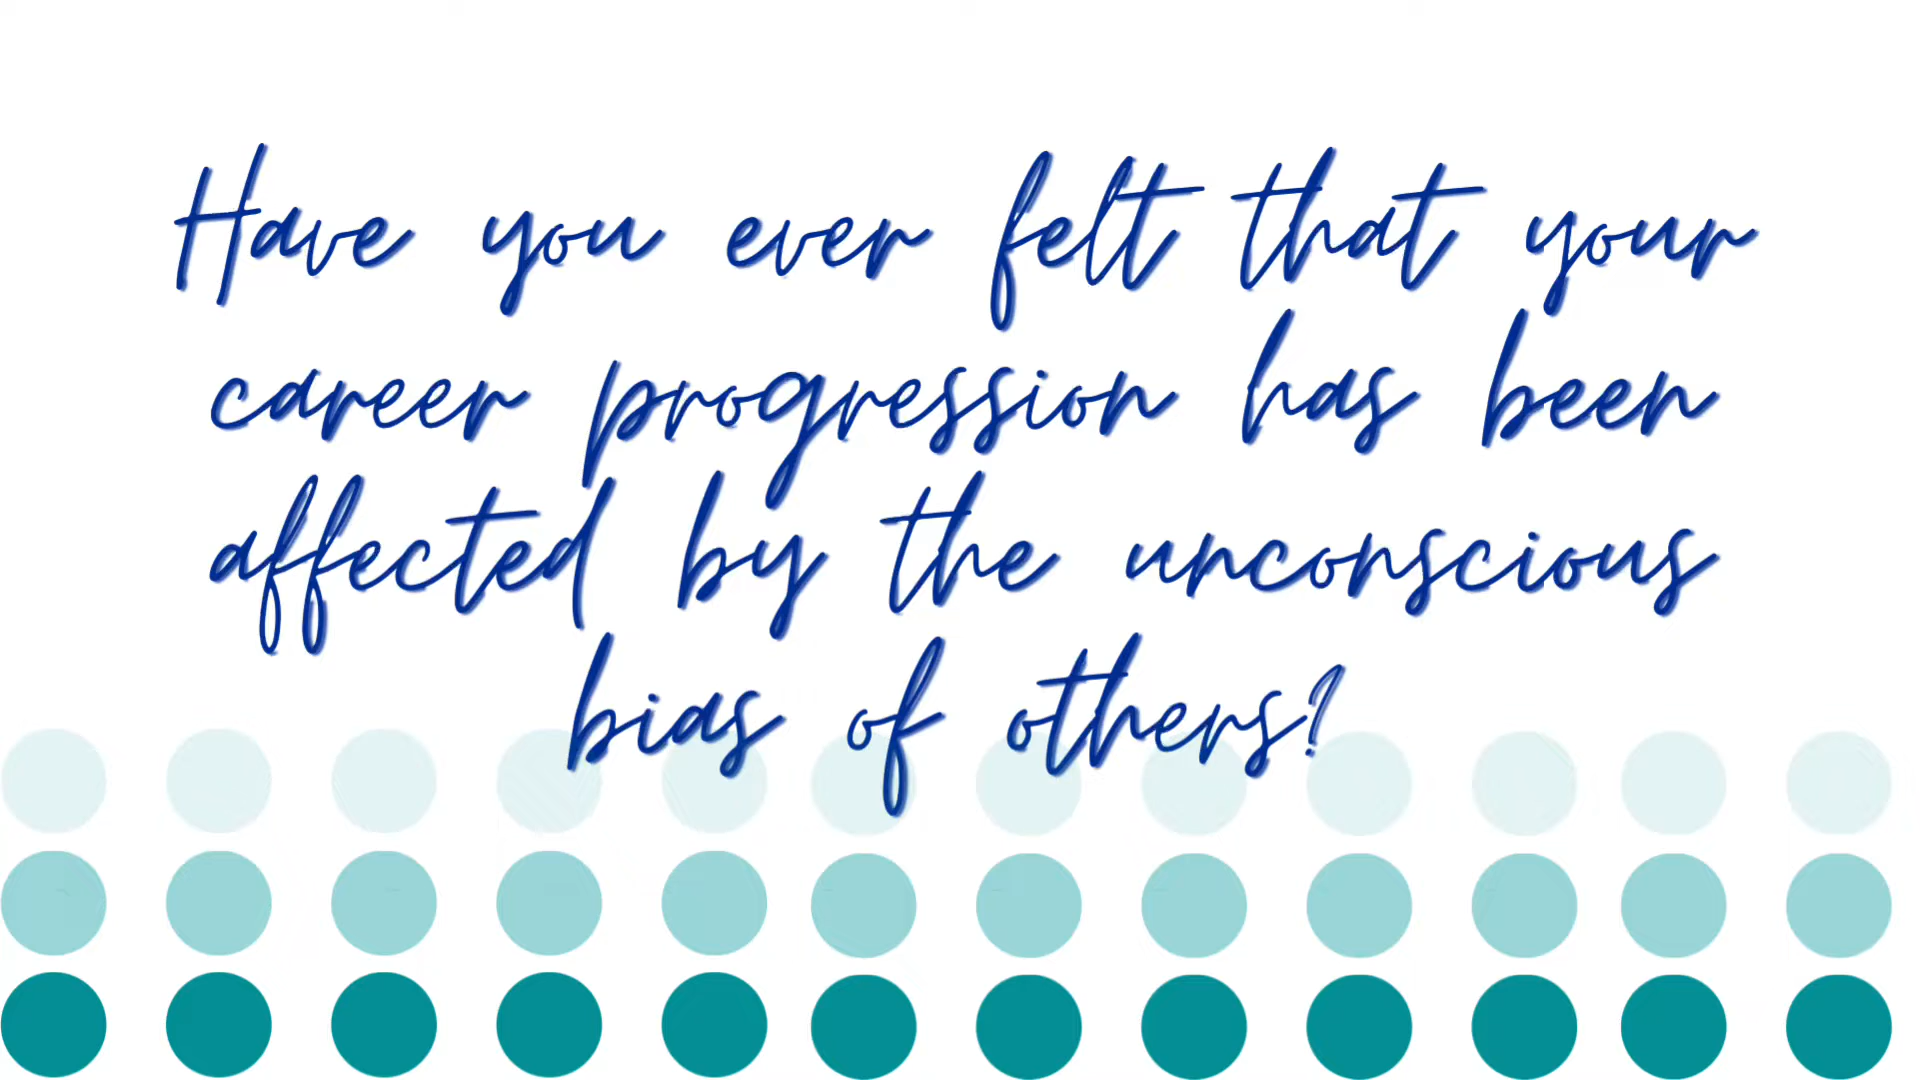 Have you ever felt that your
career progression has been
affected by the unconscious
bias of others?